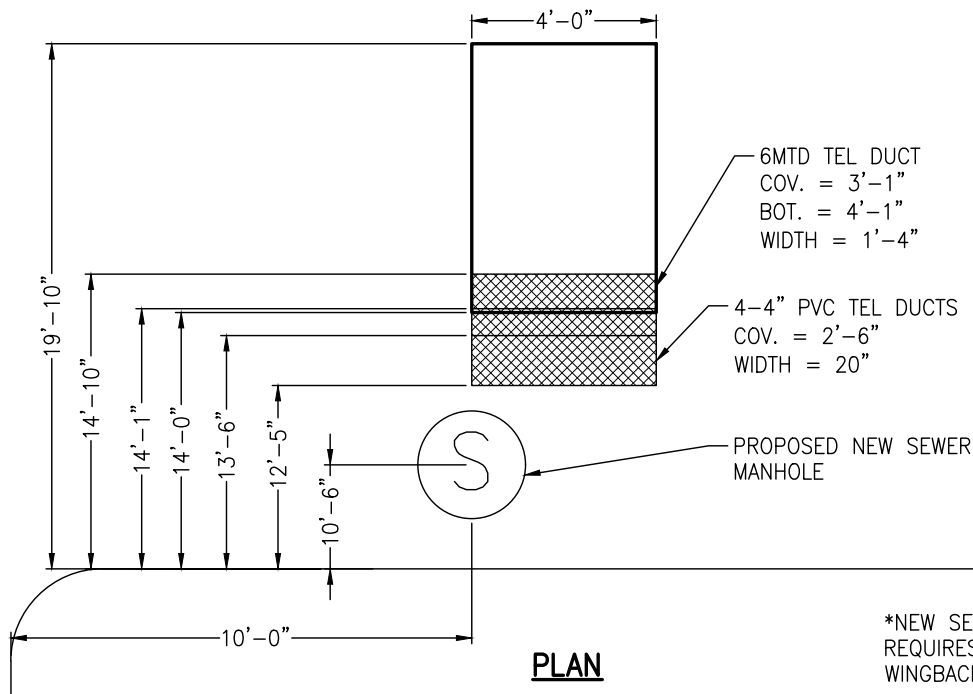 4'-0"
6MTD TEL DUCT
COV. = 3'-1"
BOT. = 4'-1"
WIDTH = 1'-4"
4-4" PVC TEL DUCTS
COV. = 2'-6"
WIDTH = 20"
19'-10"
14'-10"
14'-1"
14'-0"
13'-6"
12'-5"
10'-6"
S
PROPOSED NEW SEWER
MANHOLE
10'-0"
PLAN
*NEW SE
REQUIRES
WINGBAC